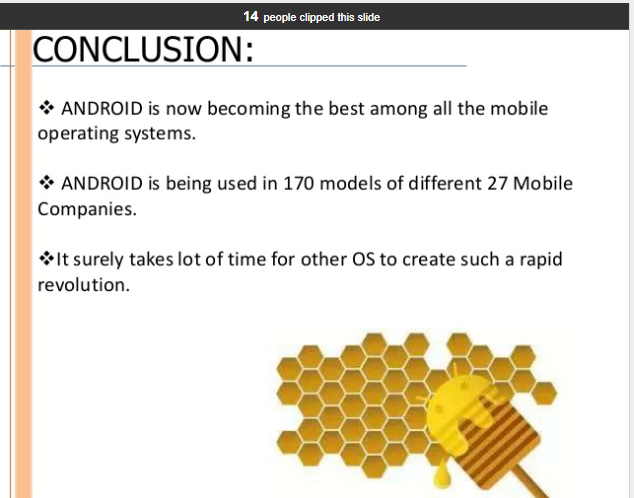 14 people clipped this slide
CONCLUSION:
❖ ANDROID is now becoming the best among all the mobile
operating systems.
❖ ANDROID is being used in 170 models of different 27 Mobile
Companies.
❖It surely takes lot of time for other OS to create such a rapid
revolution.